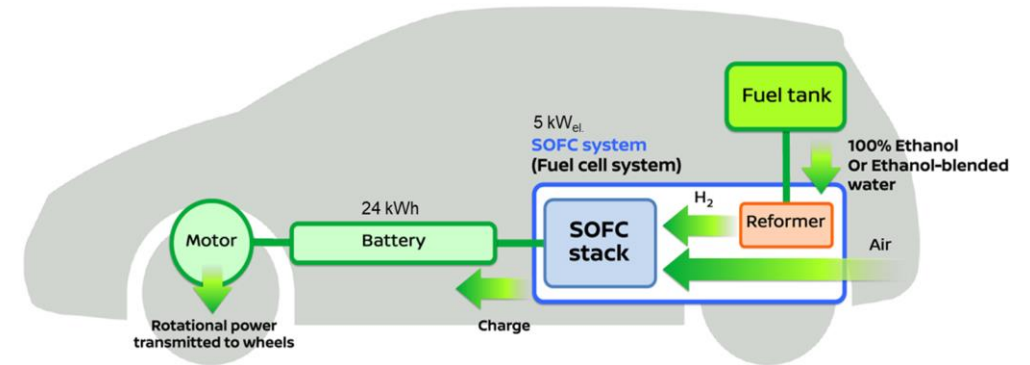 Fuel tank
5 kWel.
SOFC system
(Fuel cell system)
100% Ethanol
Or Ethanol-blended
water
H2
Reformer
24 kWh
Motor
Battery
SOFC
stack
Air
Charge
Rotational power
transmitted to wheels